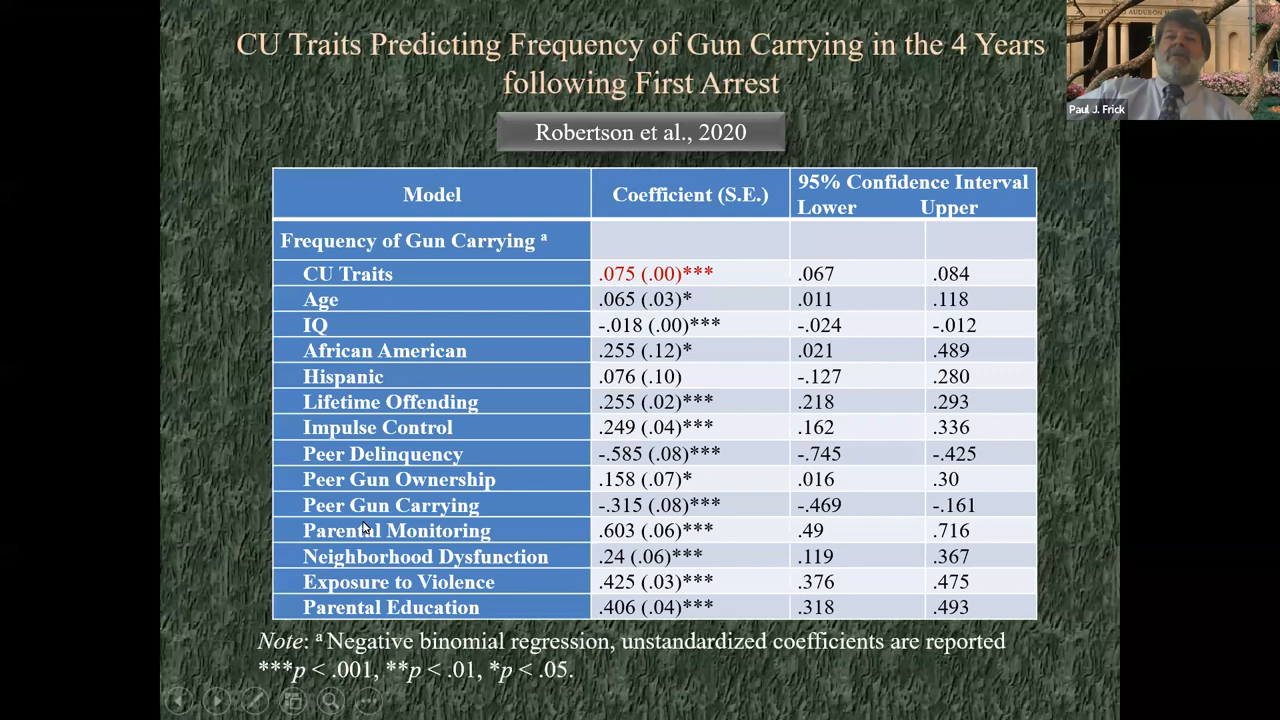 CU Traits Predicting Frequency of Gun Carrying in the 4 Years
following First Arrest
Paul J. Frick
Robertson et al., 2020
Model Coefficient (S.E.) 95% Confidence Interval
Lower Upper
Frequency of Gun Carrying a
CU Traits .075 (.00)*** .067 .084
Age .065 (.03)* .011 .118
IQ -.018 (.00)*** -.024 -.012
African American .255 (.12)* .021 .489
Hispanic .076 (.10) -.127 .280
Lifetime Offending .255 (.02)*** .218 .293
Impulse Control .249 (.04)*** .162 .336
Peer Delinquency -.585 (.08)*** -.745 -.425
Peer Gun Ownership .158 (.07)* .016 .30
Peer Gun Carrying -.315 (.08)*** -.469 -.161
Parental Monitoring .603 (.06)*** .49 .716
Neighborhood Dysfunction .24 (.06)*** .119 .367
Exposure to Violence .425 (.03)*** .376 .475
Parental Education .406 (.04)*** .318 .493
Note: a Negative binomial regression, unstandardized coefficients are reported
***p < .001, **p < .01, *p < .05.